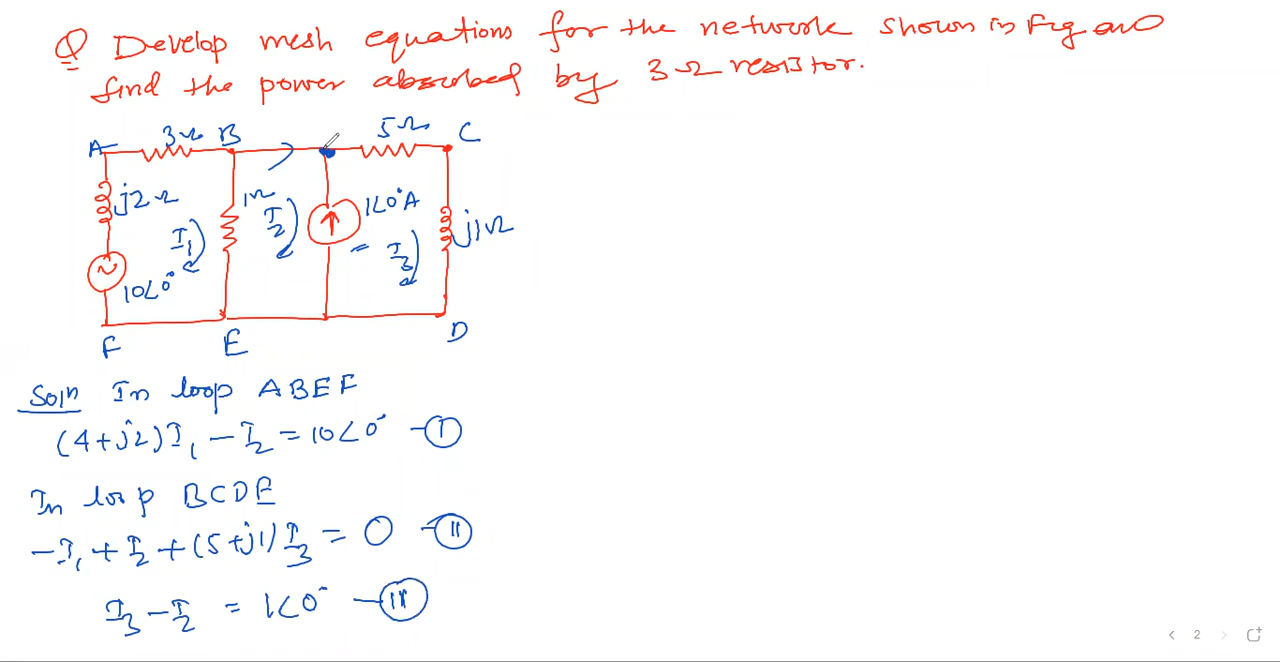 Q Develop mesh equations for the network shown in Fig and
find the power absorbed by 3Ω resistor.
A 3Ω B 5Ω C
j2Ω 1Ω 1∠0°A j1Ω
I₁ I₂ I₃
10∠0°
F E D
Soln In loop ABEF
(4+j2)I₁ - I₂ = 10∠0° - I
In loop BCDE
-I₁ + I₂ + (5+j1)I₃ = 0 - II
I₃ - I₂ = 1∠0° - III
< 2 >